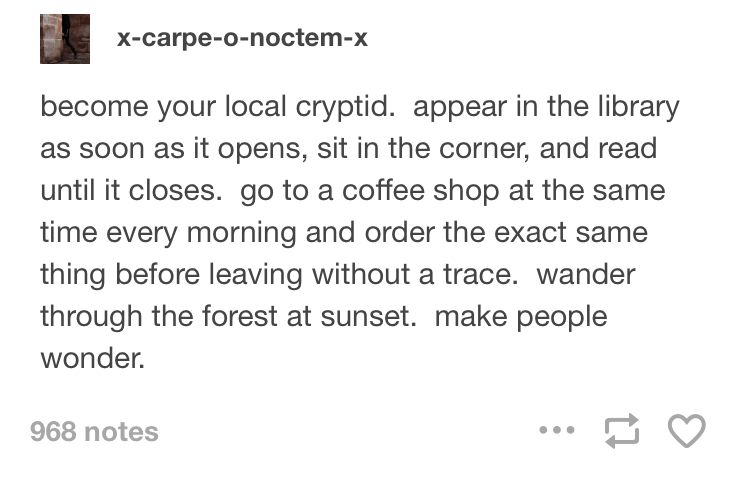 x-carpe-o-noctem-x
become your local cryptid.  appear in the library
as soon as it opens, sit in the corner, and read
until it closes.  go to a coffee shop at the same
time every morning and order the exact same
thing before leaving without a trace.  wander
through the forest at sunset.  make people
wonder.
968 notes